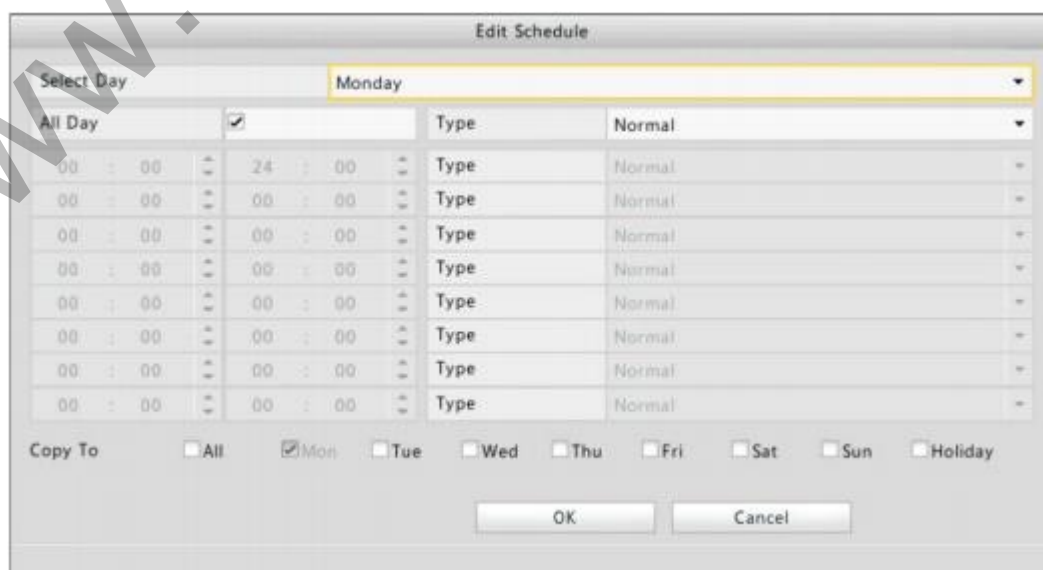 Edit Schedule
Select Day Monday
All Day Type Normal
00 : 00 24 : 00 Type Normal
00 : 00 00 : 00 Type Normal
00 : 00 00 : 00 Type Normal
00 : 00 00 : 00 Type Normal
00 : 00 00 : 00 Type Normal
00 : 00 00 : 00 Type Normal
00 : 00 00 : 00 Type Normal
00 : 00 00 : 00 Type Normal
Copy To All Mon Tue Wed Thu Fri Sat Sun Holiday
OK Cancel